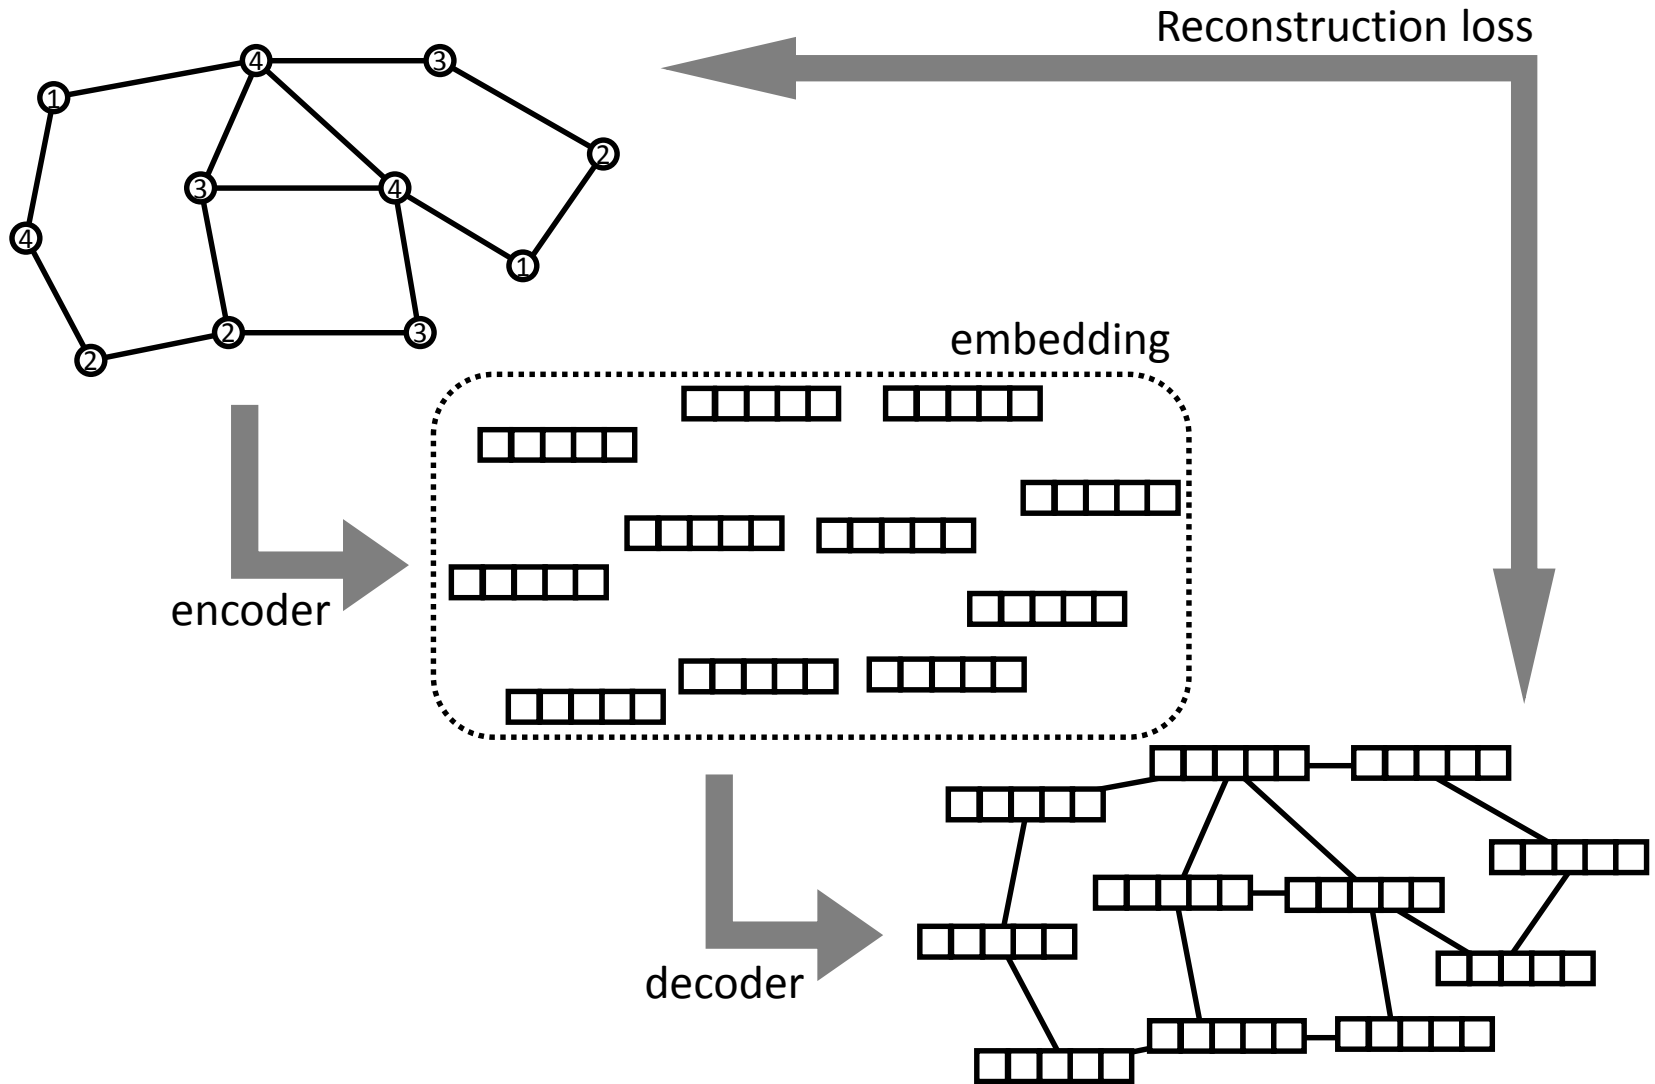 Reconstruction loss
4 3
1
2
3 4
4
1
2 3
2
embedding
encoder
decoder